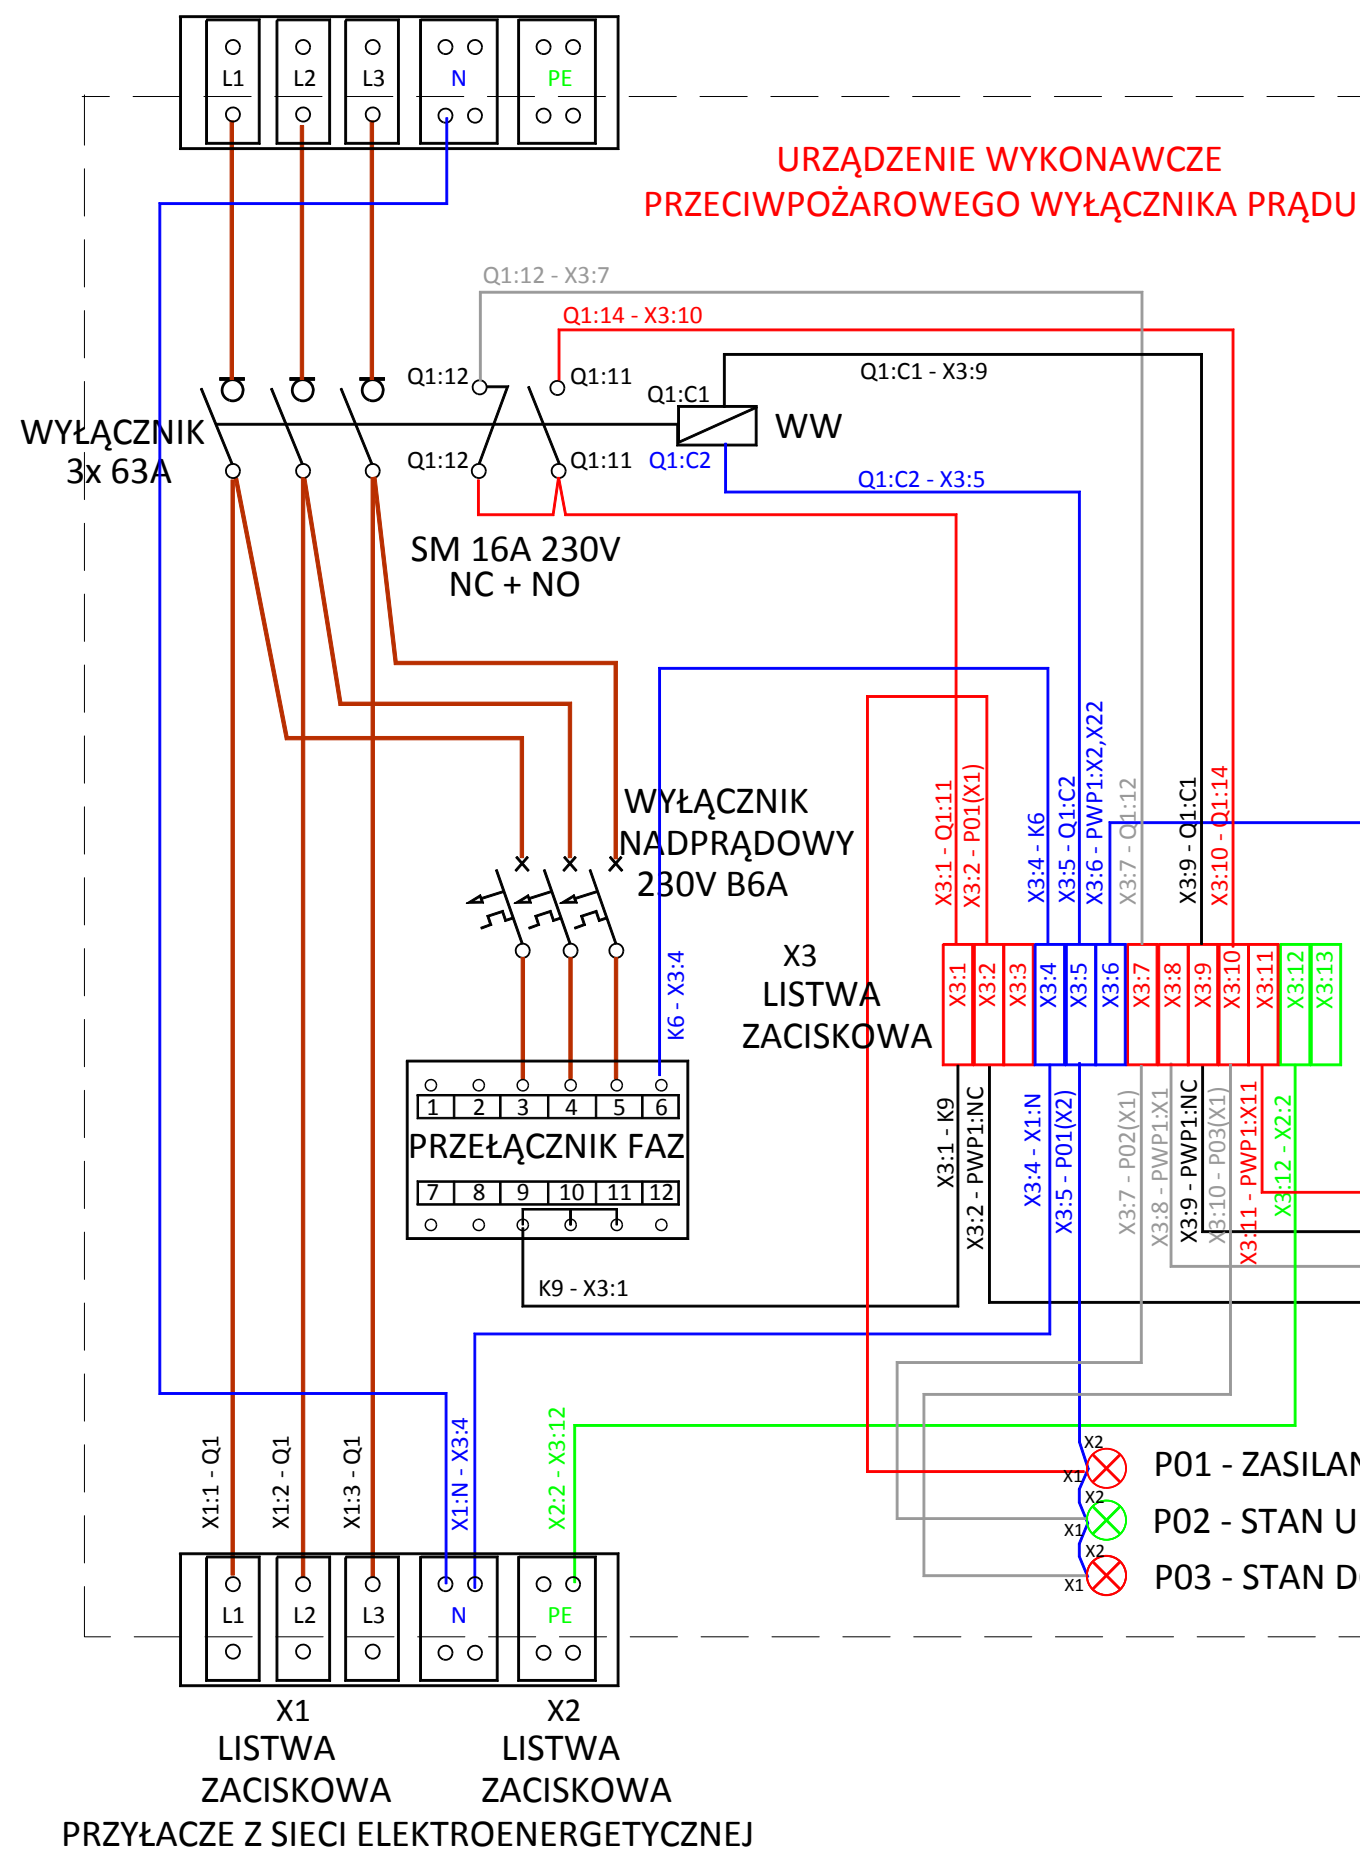 L1 L2 L3 N PE
URZĄDZENIE WYKONAWCZE
PRZECIWPOŻAROWEGO WYŁĄCZNIKA PRĄDU
Q1:12 - X3:7
Q1:14 - X3:10
Q1:C1 - X3:9
Q1:12
Q1:11
Q1:C1
WW
WYŁĄCZNIK
3x 63A
Q1:12
Q1:11
Q1:C2
Q1:C2 - X3:5
SM 16A 230V
NC + NO
X3:1 - Q1:11
X3:2 - P01(X1)
X3:4 - K6
X3:5 - Q1:C2
X3:6 - PWP1:X2,X22
X3:7 - Q1:12
X3:9 - Q1:C1
X3:10 - Q1:14
WYŁĄCZNIK
NADPRĄDOWY
230V B6A
K6 - X3:4
X3
LISTWA
ZACISKOWA
X3:1
X3:2
X3:3
X3:4
X3:5
X3:6
X3:7
X3:8
X3:9
X3:10
X3:11
X3:12
X3:13
1 2 3 4 5 6
PRZEŁĄCZNIK FAZ
7 8 9 10 11 12
X3:1 - K9
X3:2 - PWP1:NC
X3:4 - X1:N
X3:5 - P01(X2)
X3:7 - P02(X1)
X3:8 - PWP1:X1
X3:9 - PWP1:NC
X3:10 - P03(X1)
X3:11 - PWP1:X11
X3:12 - X2:2
K9 - X3:1
X1:1 - Q1
X1:2 - Q1
X1:3 - Q1
X1:N - X3:4
X2:2 - X3:12
X2
X1
P01 - ZASILAN
X2
X1
P02 - STAN U
X2
X1
P03 - STAN D
L1 L2 L3 N PE
X1
LISTWA
ZACISKOWA
X2
LISTWA
ZACISKOWA
PRZYŁACZE Z SIECI ELEKTROENERGETYCZNEJ